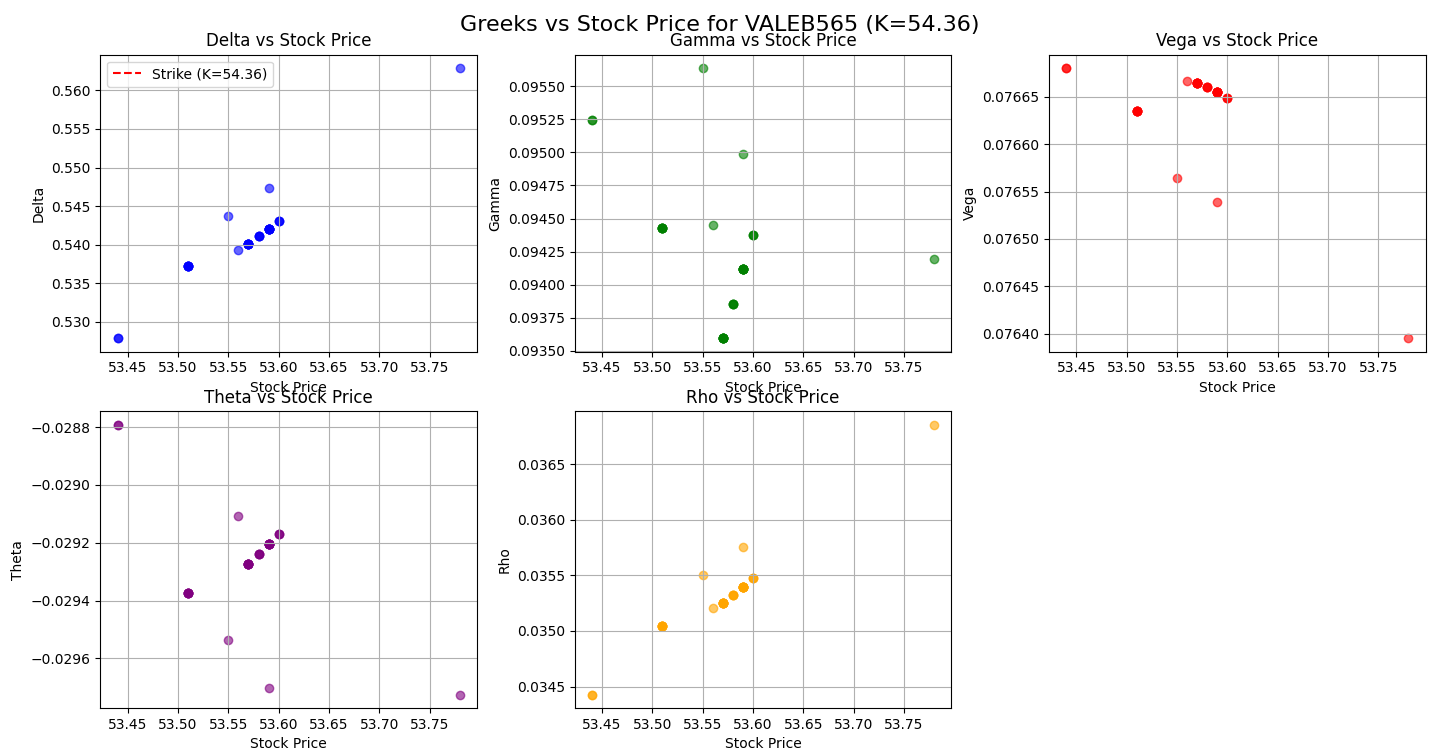 Greeks vs Stock Price for VALEB565 (K=54.36)
Delta vs Stock Price
Strike (K=54.36)
Delta
0.560
0.555
0.550
0.545
0.540
0.535
0.530
53.45 53.50 53.55 53.60 53.65 53.70 53.75
Stock Price
Gamma vs Stock Price
Gamma
0.09550
0.09525
0.09500
0.09475
0.09450
0.09425
0.09400
0.09375
0.09350
53.45 53.50 53.55 53.60 53.65 53.70 53.75
Stock Price
Vega vs Stock Price
Vega
0.07665
0.07660
0.07655
0.07650
0.07645
0.07640
53.45 53.50 53.55 53.60 53.65 53.70 53.75
Stock Price
Theta vs Stock Price
Theta
−0.0288
−0.0290
−0.0292
−0.0294
−0.0296
53.45 53.50 53.55 53.60 53.65 53.70 53.75
Stock Price
Rho vs Stock Price
Rho
0.0365
0.0360
0.0355
0.0350
0.0345
53.45 53.50 53.55 53.60 53.65 53.70 53.75
Stock Price